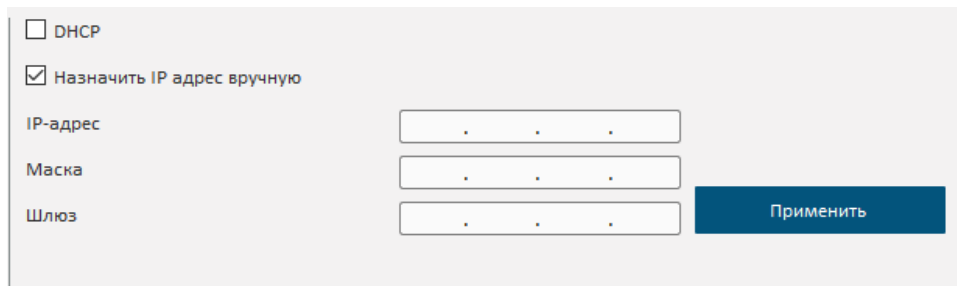 DHCP
Назначить IP адрес вручную
IP-адрес . . .
Маска . . .
Шлюз . . .
Применить